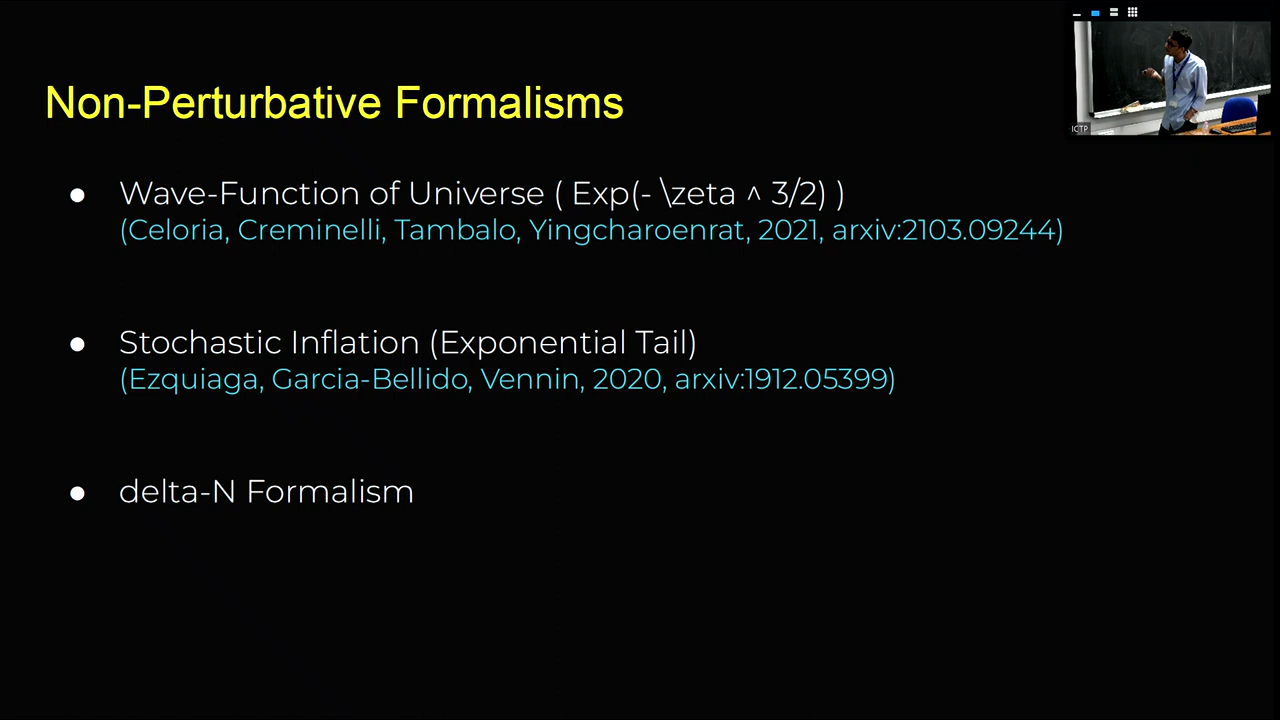 Non-Perturbative Formalisms
● Wave-Function of Universe ( Exp(- \zeta ^ 3/2) )
(Celoria, Creminelli, Tambalo, Yingcharoenrat, 2021, arxiv:2103.09244)
● Stochastic Inflation (Exponential Tail)
(Ezquiaga, Garcia-Bellido, Vennin, 2020, arxiv:1912.05399)
● delta-N Formalism
ICTP